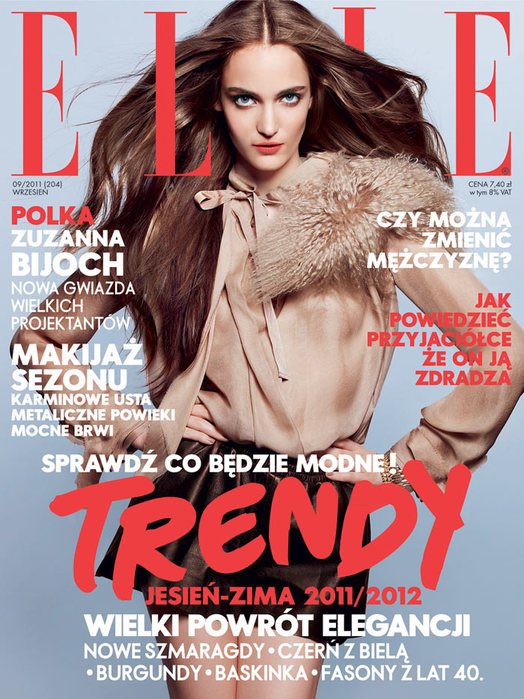 ELLE
09/2011 (204)
WRZESIEŃ
CENA 7,40 zł
w tym 8% VAT
POLKA
ZUZANNA
BIJOCH
NOWA GWIAZDA
WIELKICH
PROJEKTANTÓW
MAKIJAŻ
SEZONU
KARMINOWE USTA
METALICZNE POWIEKI
MOCNE BRWI
CZY MOŻNA
ZMIENIĆ
MĘŻCZYZNĘ?
JAK
POWIEDZIEĆ
PRZYJACIÓŁCE
ŻE ON JĄ
ZDRADZA
SPRAWDŹ CO BĘDZIE MODNE!
TRENDY
JESIEŃ-ZIMA 2011/2012
WIELKI POWRÓT ELEGANCJI
NOWE SZMARAGDY • CZERŃ Z BIELĄ
• BURGUNDY • BASKINKA • FASONY Z LAT 40.